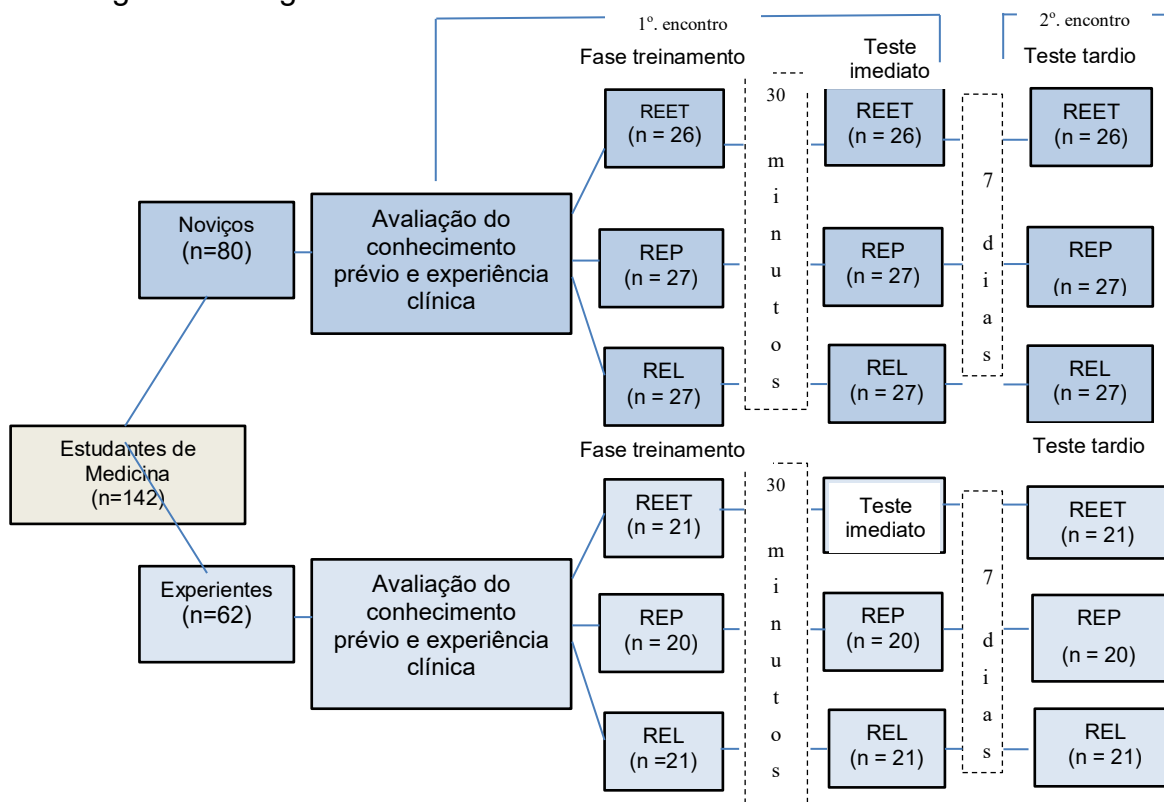 1º. encontro
2º. encontro
Fase treinamento
Teste
imediato
Teste tardio
30
m
i
n
u
t
o
s
7
d
i
a
s
REET
(n = 26)
REET
(n = 26)
REET
(n = 26)
Noviços
(n=80)
Avaliação do
conhecimento
prévio e experiência
clínica
REP
(n = 27)
REP
(n = 27)
REP
(n = 27)
REL
(n = 27)
REL
(n = 27)
REL
(n = 27)
Estudantes de
Medicina
(n=142)
Fase treinamento
Teste tardio
30
m
i
n
u
t
o
s
7
d
i
a
s
REET
(n = 21)
Teste
imediato
REET
(n = 21)
Experientes
(n=62)
Avaliação do
conhecimento
prévio e experiência
clínica
REP
(n = 20)
REP
(n = 20)
REP
(n = 20)
REL
(n =21)
REL
(n = 21)
REL
(n = 21)